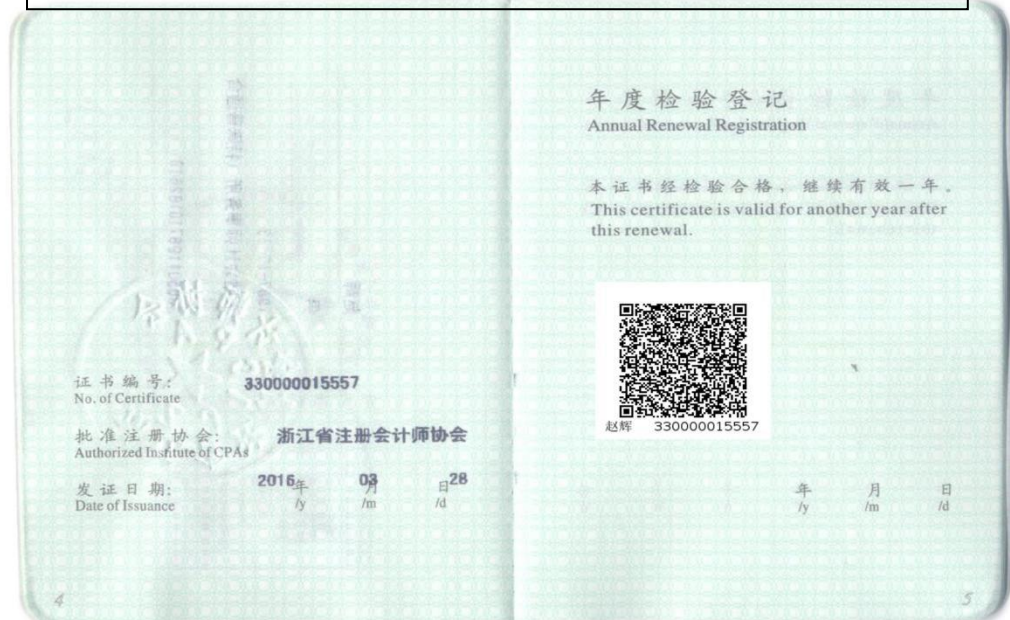 证书编号:
No. of Certificate
330000015557
批准注册协会:
Authorized Institute of CPAs
浙江省注册会计师协会
发证日期:
Date of Issuance
2016年 03月 28日
/y /m /d
4
年度检验登记
Annual Renewal Registration
本证书经检验合格，继续有效一年。
This certificate is valid for another year after
this renewal.
赵辉 330000015557
年 月 日
/y /m /d
5